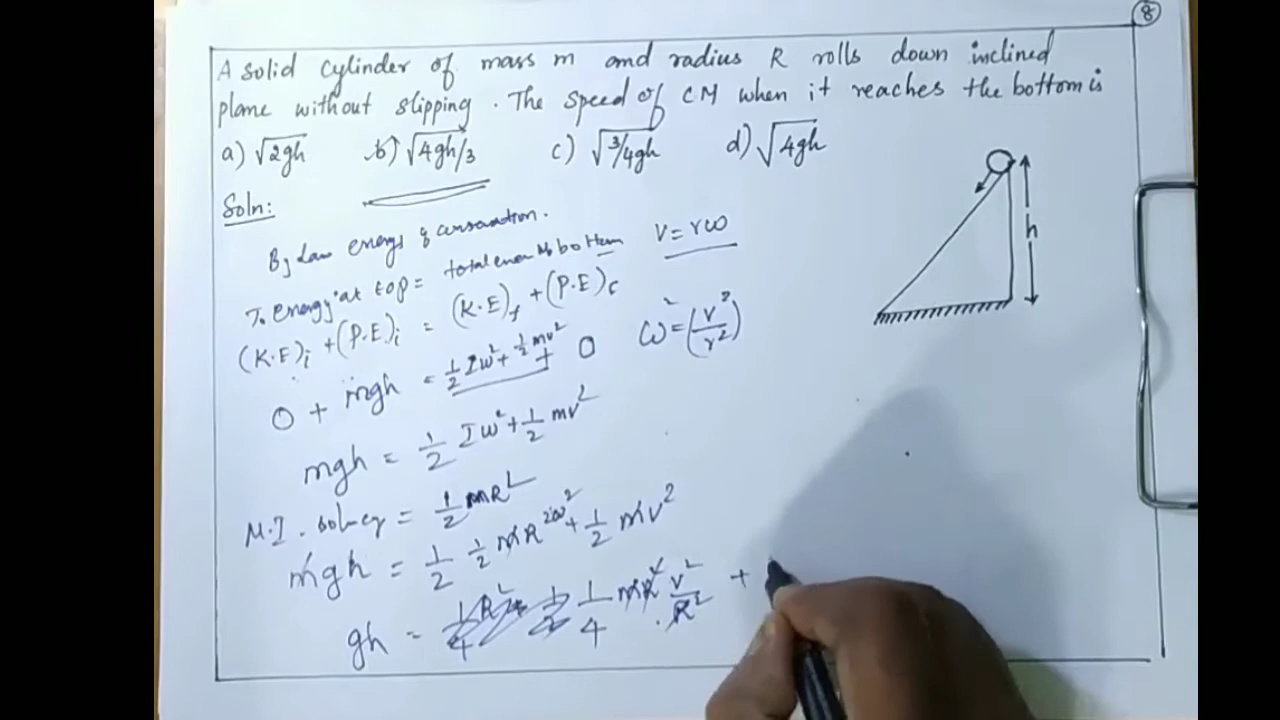 8
A solid cylinder of mass m and radius R rolls down inclined
plane without slipping. The speed of CM when it reaches the bottom is
a) √2gh b) √4gh/3 c) √3/4gh d) √4gh
Soln:
By Law energy of conservation.
To energy at top = total at bottom V = rω
(K.E)i + (P.E)i = (K.E)f + (P.E)f ω² = (v²/r²)
0 + mgh = 1/2 Iω² + 1/2 mv² + 0
h
mgh = 1/2 Iω² + 1/2 mv²
M.I. = 1/2 mR²
mgh = 1/2 1/2 mR²ω² + 1/2 mv²
gh = 1/4 mR² v²/R² +